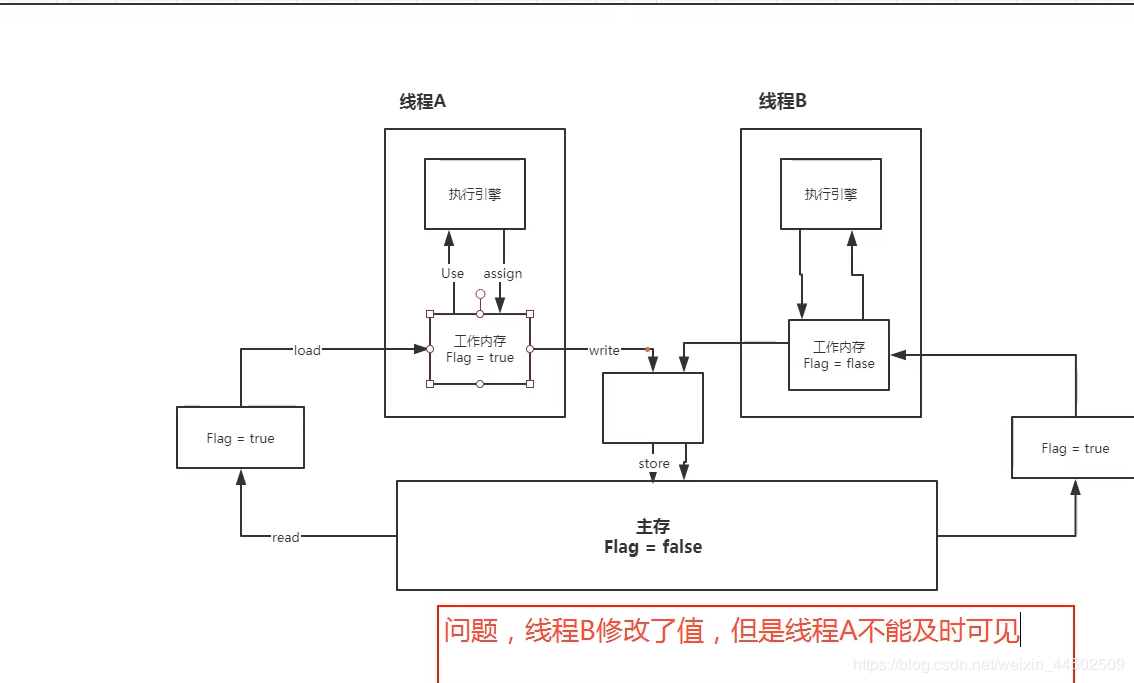 线程A
线程B
执行引擎
执行引擎
Use
assign
工作内存
Flag = true
工作内存
Flag = flase
load
write
Flag = true
Flag = true
store
主存
Flag = false
read
问题，线程B修改了值，但是线程A不能及时可见
https://blog.csdn.net/weixin_44502509